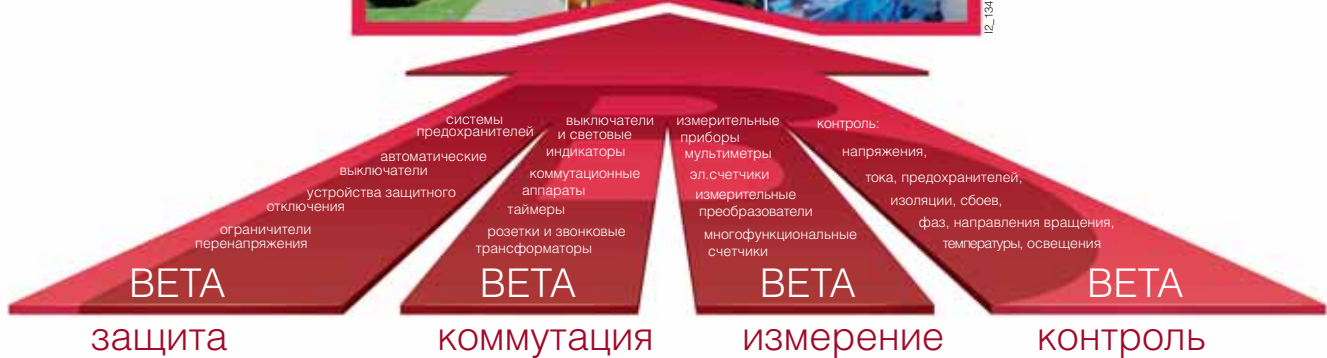 I2_134
системы
предохранителей
автоматические
выключатели
устройства защитного
отключения
ограничители
перенапряжения
BETA
защита
выключатели
и световые
индикаторы
коммутационные
аппараты
таймеры
розетки и звонковые
трансформаторы
BETA
коммутация
измерительные
приборы
мультиметры
эл.счетчики
измерительные
преобразователи
многофункциональные
счетчики
BETA
измерение
контроль:
напряжения,
тока, предохранителей,
изоляции, сбоев,
фаз, направления вращения,
температуры, освещения
BETA
контроль